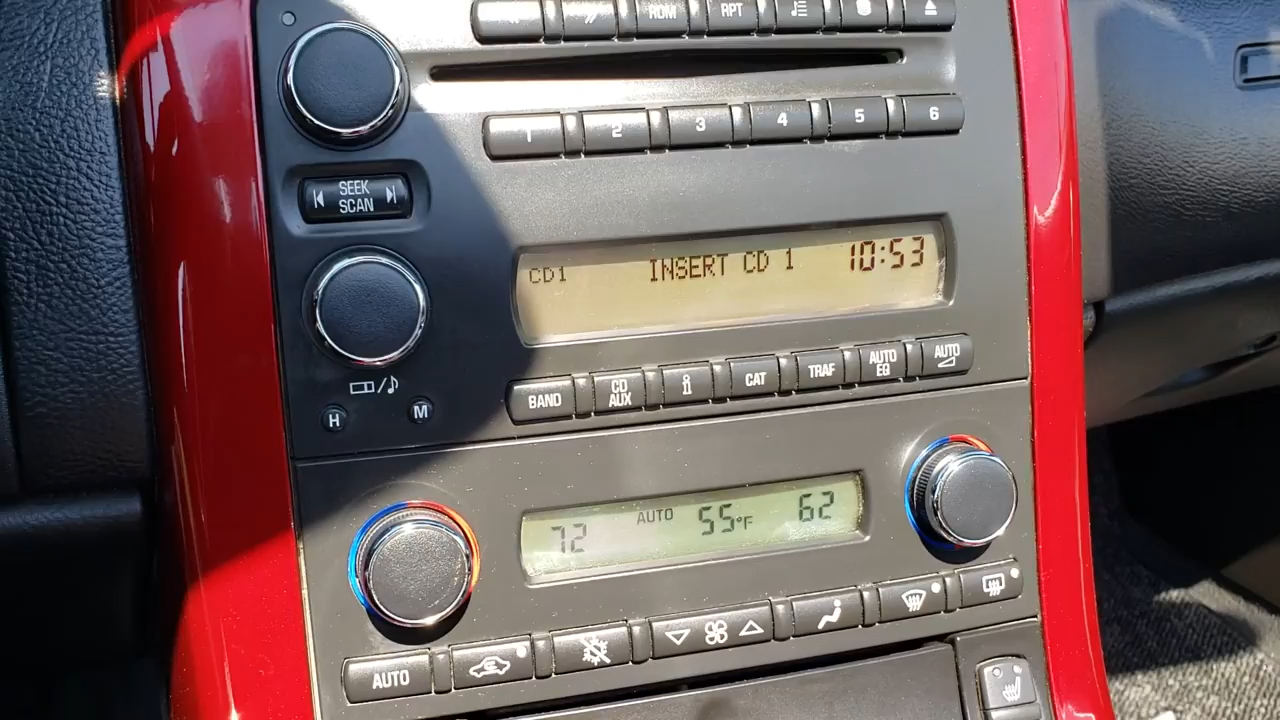 RDM RPT
1 2 3 4 5 6
SEEK
SCAN
CD1 INSERT CD 1 10:53
BAND CD AUX i CAT TRAF AUTO EQ AUTO
H M
72 AUTO 55°F 62
AUTO